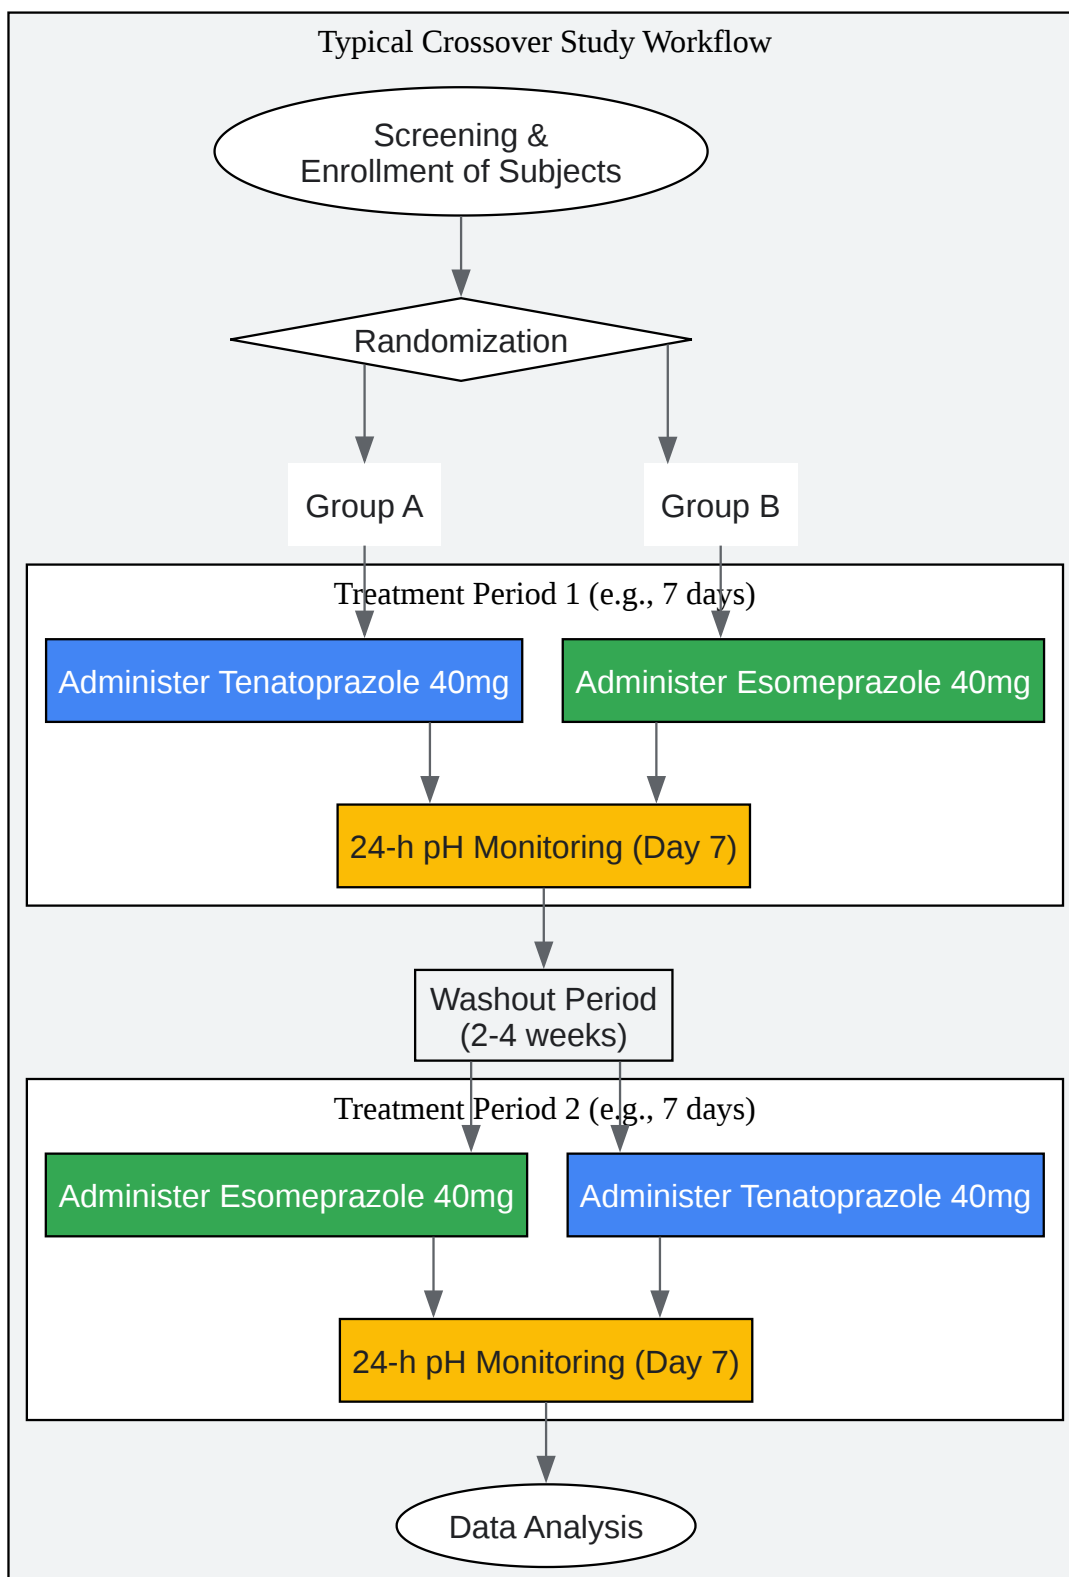 Typical Crossover Study Workflow
Screening &
Enrollment of Subjects
Randomization
Group A
Group B
Treatment Period 1 (e.g., 7 days)
Administer Tenatoprazole 40mg
Administer Esomeprazole 40mg
24-h pH Monitoring (Day 7)
Washout Period
(2-4 weeks)
Treatment Period 2 (e.g., 7 days)
Administer Esomeprazole 40mg
Administer Tenatoprazole 40mg
24-h pH Monitoring (Day 7)
Data Analysis